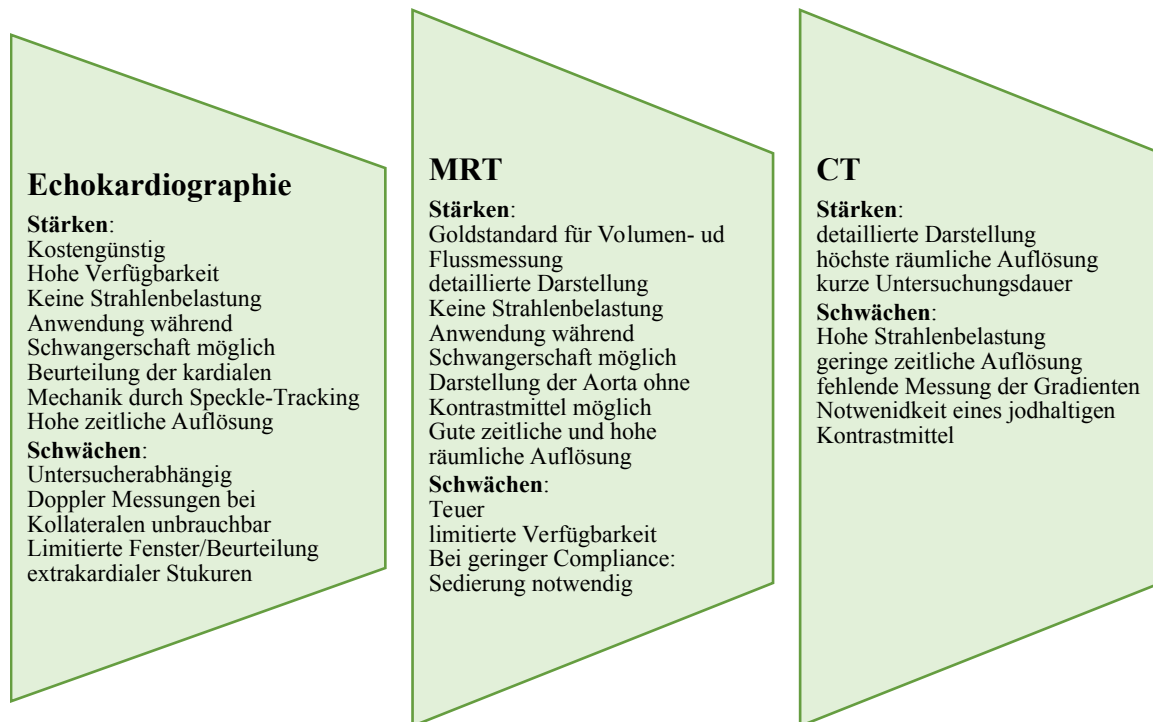 Echokardiographie
Stärken:
Kostengünstig
Hohe Verfügbarkeit
Keine Strahlenbelastung
Anwendung während
Schwangerschaft möglich
Beurteilung der kardialen
Mechanik durch Speckle-Tracking
Hohe zeitliche Auflösung
Schwächen:
Untersucherabhängig
Doppler Messungen bei
Kollateralen unbrauchbar
Limitierte Fenster/Beurteilung
extrakardialer Stukuren
MRT
Stärken:
Goldstandard für Volumen- ud
Flussmessung
detaillierte Darstellung
Keine Strahlenbelastung
Anwendung während
Schwangerschaft möglich
Darstellung der Aorta ohne
Kontrastmittel möglich
Gute zeitliche und hohe
räumliche Auflösung
Schwächen:
Teuer
limitierte Verfügbarkeit
Bei geringer Compliance:
Sedierung notwendig
CT
Stärken:
detaillierte Darstellung
höchste räumliche Auflösung
kurze Untersuchungsdauer
Schwächen:
Hohe Strahlenbelastung
geringe zeitliche Auflösung
fehlende Messung der Gradienten
Notwenidkeit eines jodhaltigen
Kontrastmittel